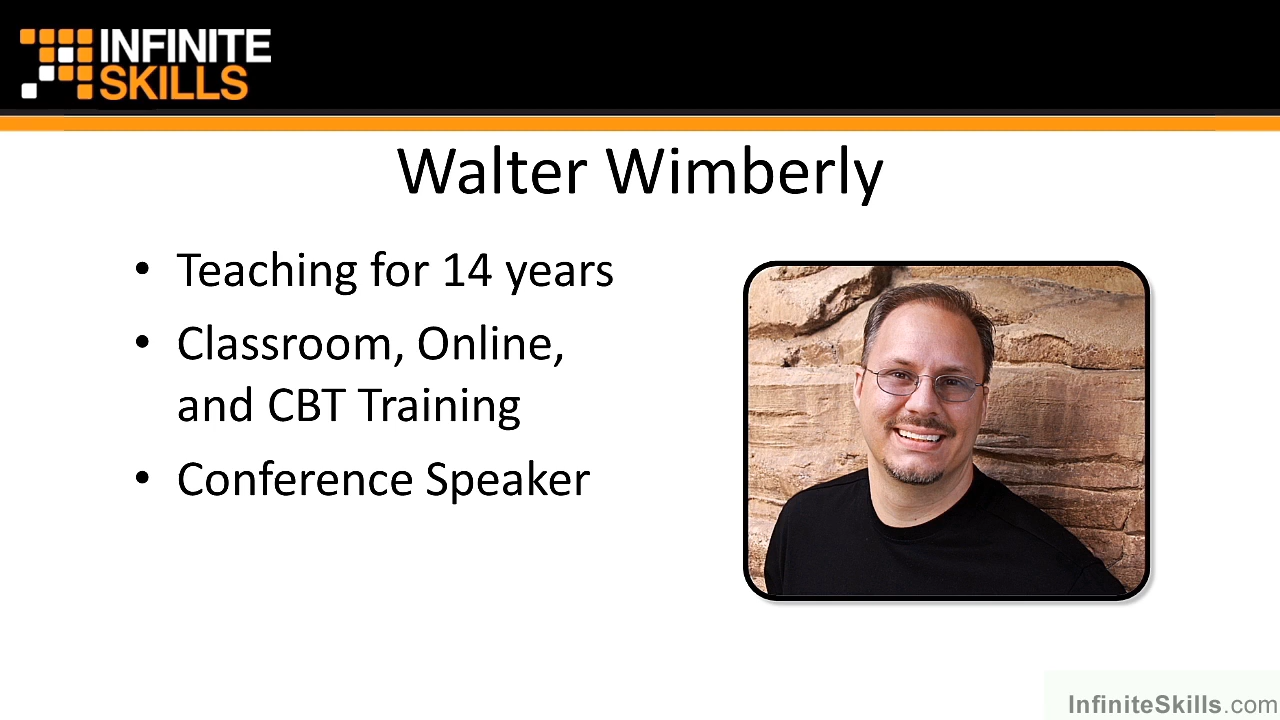 INFINITE
SKILLS
Walter Wimberly
• Teaching for 14 years
• Classroom, Online,
and CBT Training
• Conference Speaker
InfiniteSkills.com